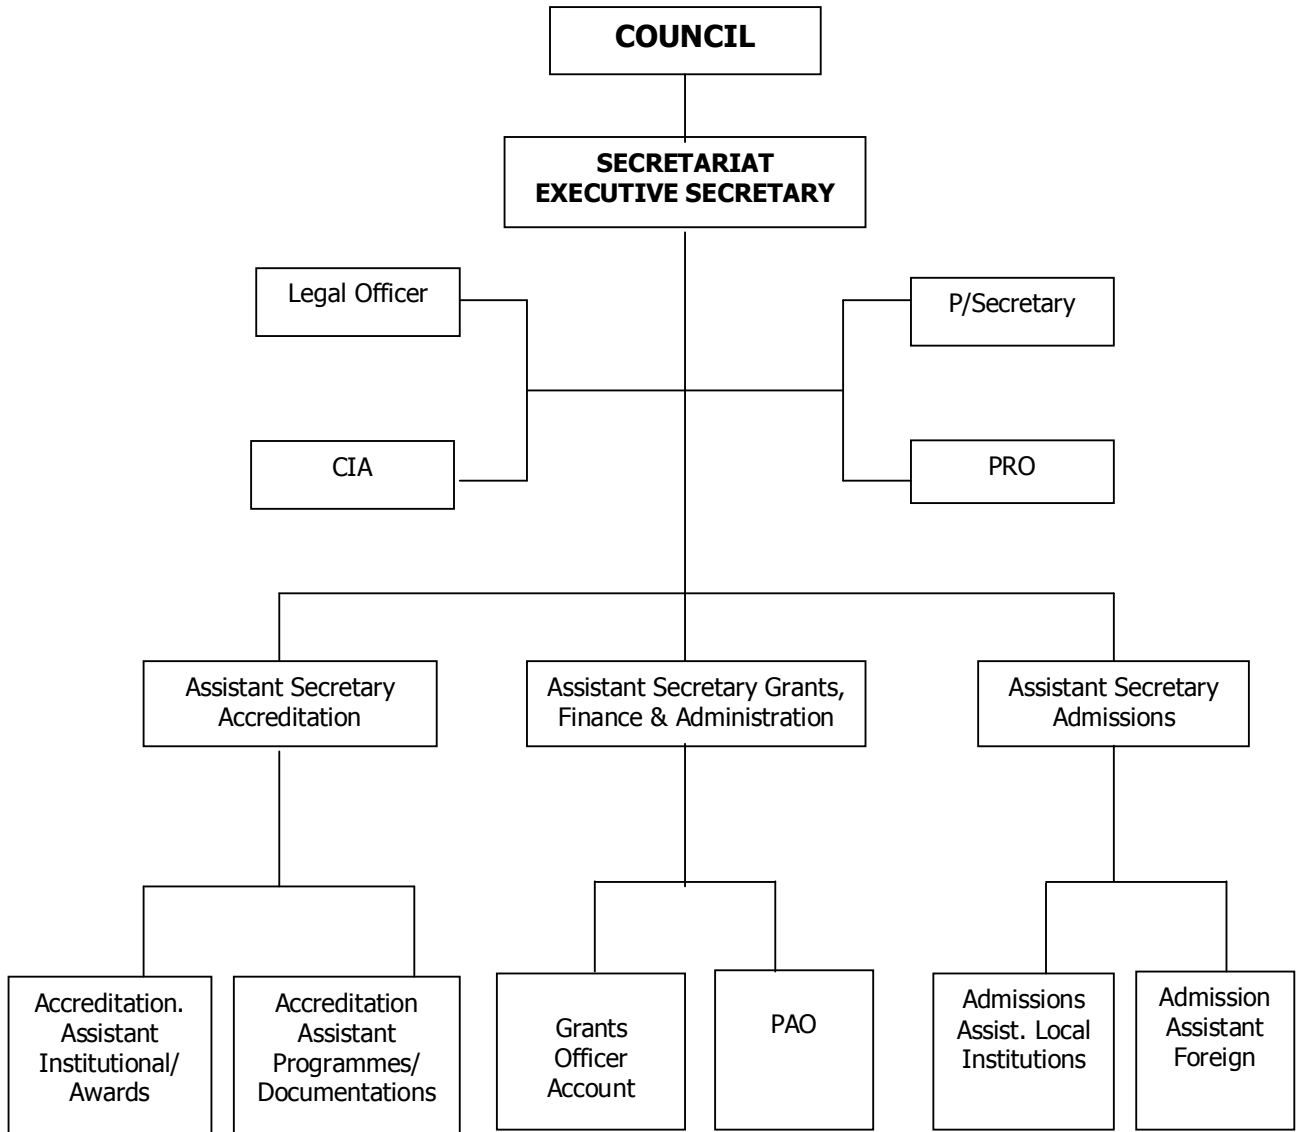 COUNCIL
SECRETARIAT
EXECUTIVE SECRETARY
Legal Officer
P/Secretary
CIA
PRO
Assistant Secretary
Accreditation
Assistant Secretary Grants,
Finance & Administration
Assistant Secretary
Admissions
Accreditation.
Assistant
Institutional/
Awards
Accreditation
Assistant
Programmes/
Documentations
Grants
Officer
Account
PAO
Admissions
Assist. Local
Institutions
Admission
Assistant
Foreign